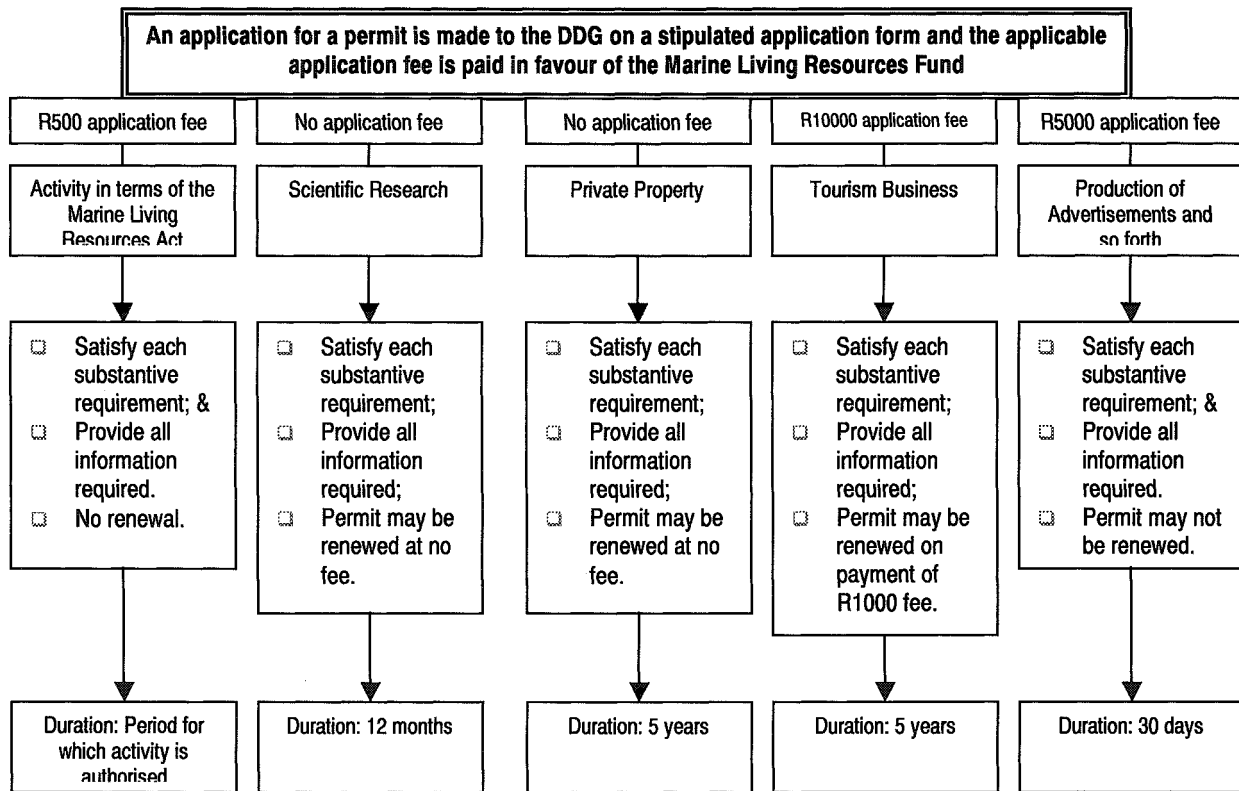 An application for a permit is made to the DDG on a stipulated application form and the applicable
application fee is paid in favour of the Marine Living Resources Fund
R500 application fee
No application fee
No application fee
R10000 application fee
R5000 application fee
Activity in terms of the
Marine Living
Resources Act
Scientific Research
Private Property
Tourism Business
Production of
Advertisements and
so forth
Satisfy each
substantive
requirement; &
Provide all
information
required.
No renewal.
Satisfy each
substantive
requirement;
Provide all
information
required;
Permit may be
renewed at no
fee.
Satisfy each
substantive
requirement;
Provide all
information
required;
Permit may be
renewed at no
fee.
Satisfy each
substantive
requirement;
Provide all
information
required;
Permit may be
renewed on
payment of
R1000 fee.
Satisfy each
substantive
requirement; &
Provide all
information
required.
Permit may not
be renewed.
Duration: Period for
which activity is
authorised
Duration: 12 months
Duration: 5 years
Duration: 5 years
Duration: 30 days